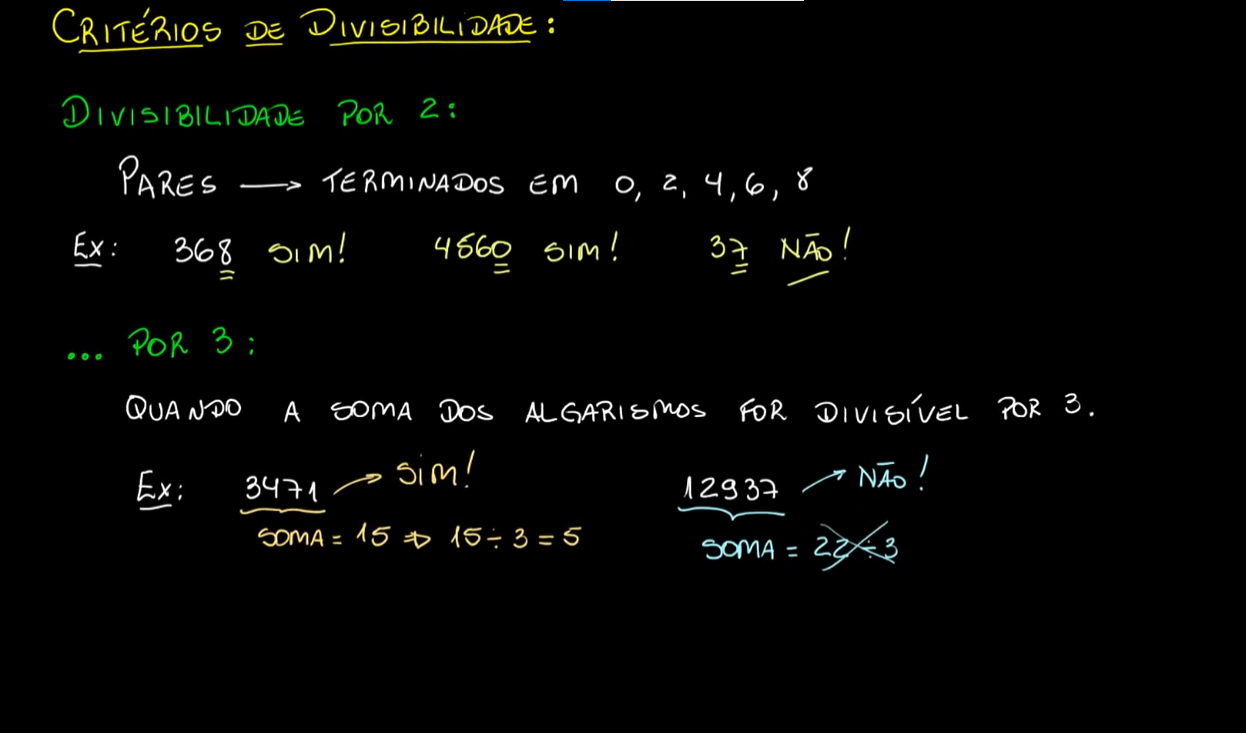 CRITÉRIOS DE DIVISIBILIDADE:
DIVISIBILIDADE POR 2:
PARES → TERMINADOS EM 0, 2, 4, 6, 8
Ex: 368 SIM! 4560 SIM! 37 NÃO!
... POR 3:
QUANDO A SOMA DOS ALGARISMOS FOR DIVISÍVEL POR 3.
Ex: 3471 → SIM! 12937 → NÃO!
SOMA = 15 ⇒ 15 ÷ 3 = 5 SOMA = 22 ÷ 3